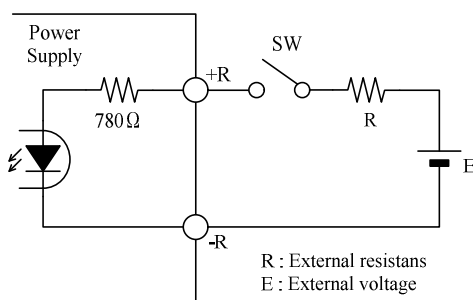 Power
Supply
SW
+R
780Ω
R
E
-R
R : External resistans
E : External voltage